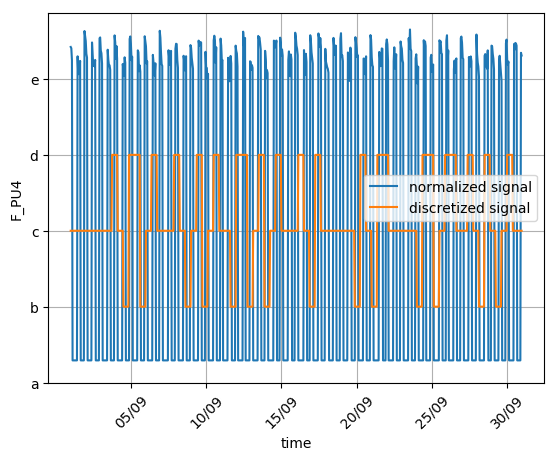 e
d
c
b
a
F_PU4
normalized signal
discretized signal
05/09
10/09
15/09
20/09
25/09
30/09
time